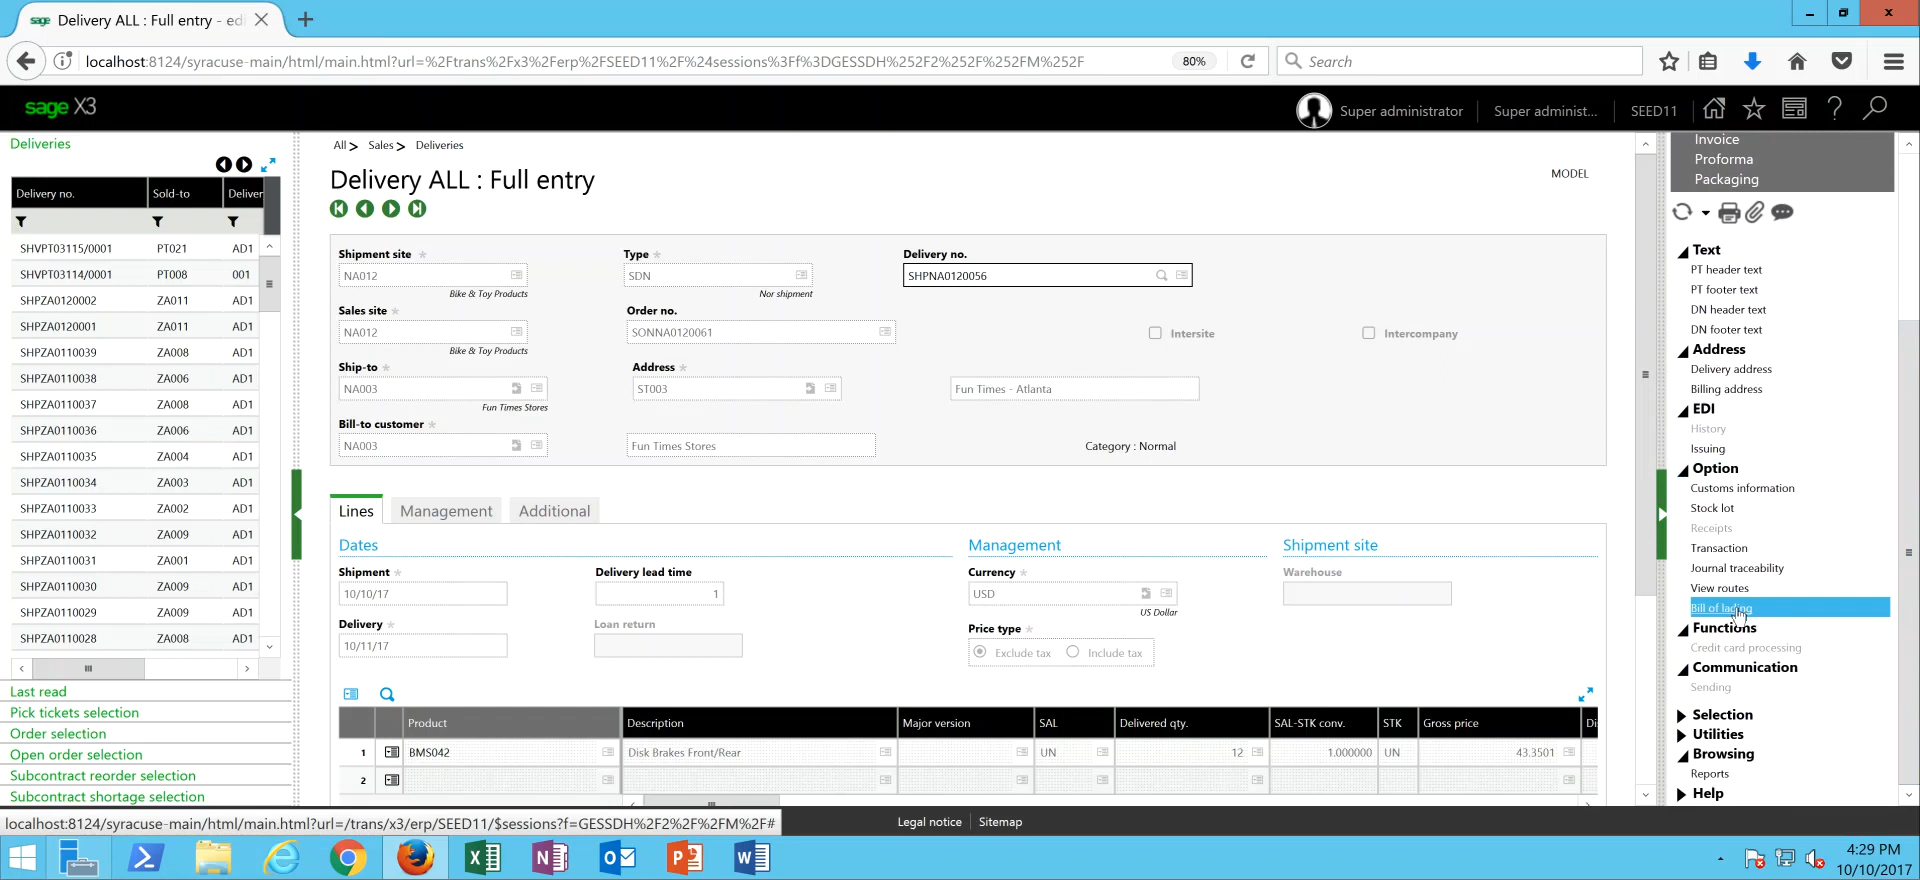 sage Delivery ALL : Full entry - edi
localhost:8124/syracuse-main/html/main.html?url=%2Ftrans%2Fx3%2Ferp%2FSEED11%2F%24sessions%3Ff%3DGESSDH%252F2%252F%252FM%252F
80%
Search
sage X3
Super administrator
Super administ...
SEED11
Deliveries
Delivery no. Sold-to Deliver
SHVPT03115/0001 PT021 AD1
SHVPT03114/0001 PT008 001
SHPZA0120002 ZA011 AD1
SHPZA0120001 ZA011 AD1
SHPZA0110039 ZA008 AD1
SHPZA0110038 ZA006 AD1
SHPZA0110037 ZA008 AD1
SHPZA0110036 ZA006 AD1
SHPZA0110035 ZA004 AD1
SHPZA0110034 ZA003 AD1
SHPZA0110033 ZA002 AD1
SHPZA0110032 ZA009 AD1
SHPZA0110031 ZA001 AD1
SHPZA0110030 ZA009 AD1
SHPZA0110029 ZA009 AD1
SHPZA0110028 ZA008 AD1
Last read
Pick tickets selection
Order selection
Open order selection
Subcontract reorder selection
Subcontract shortage selection
All > Sales > Deliveries
Delivery ALL : Full entry
MODEL
Shipment site * Type * Delivery no.
NA012 SDN SHPNA0120056
Bike & Toy Products Nor shipment
Sales site * Order no.
NA012 SONNA0120061 Intersite Intercompany
Bike & Toy Products
Ship-to * Address *
NA003 ST003 Fun Times - Atlanta
Fun Times Stores
Bill-to customer *
NA003 Fun Times Stores Category : Normal
Lines Management Additional
Dates Management Shipment site
Shipment * Delivery lead time Currency * Warehouse
10/10/17 1 USD
US Dollar
Delivery * Loan return Price type *
10/11/17 Exclude tax Include tax
Product Description Major version SAL Delivered qty. SAL-STK conv. STK Gross price Di
1 BMS042 Disk Brakes Front/Rear UN 12 1.000000 UN 43.3501
2
Invoice
Proforma
Packaging
Text
PT header text
PT footer text
DN header text
DN footer text
Address
Delivery address
Billing address
EDI
History
Issuing
Option
Customs information
Stock lot
Receipts
Transaction
Journal traceability
View routes
Bill of lading
Functions
Credit card processing
Communication
Sending
Selection
Utilities
Browsing
Reports
Help
localhost:8124/syracuse-main/html/main.html?url=/trans/x3/erp/SEED11/$sessions?f=GESSDH%2F2%2F%2FM%2F#
Legal notice Sitemap
4:29 PM
10/10/2017